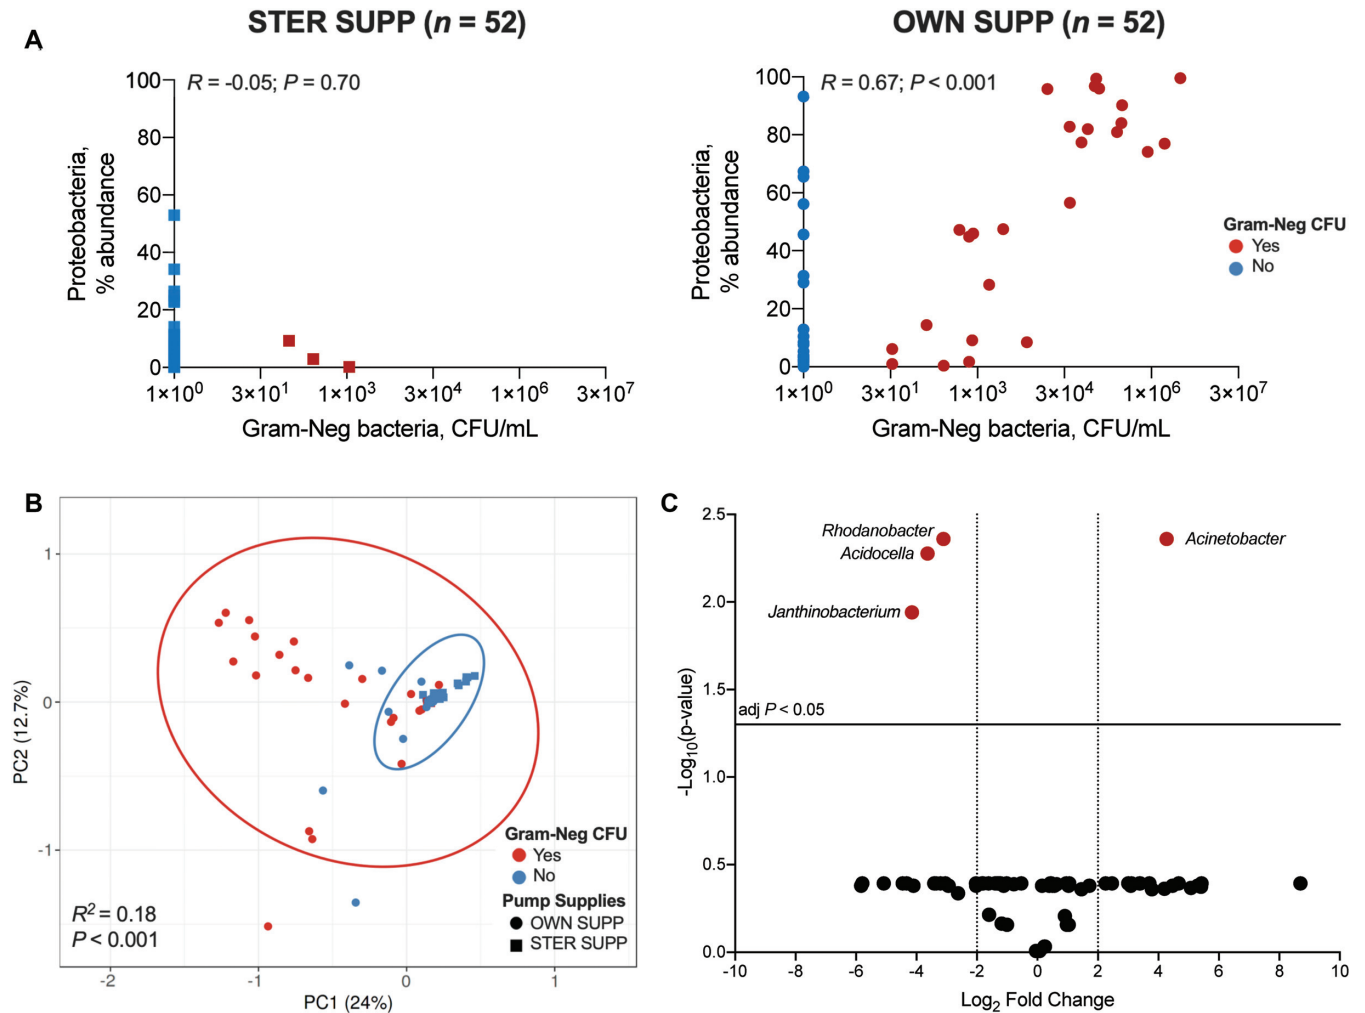 A
STER SUPP (n = 52)
OWN SUPP (n = 52)
R = -0.05; P = 0.70
100
80
60
40
20
0
Proteobacteria,
% abundance
1×10⁰ 3×10¹ 1×10³ 3×10⁴ 1×10⁶ 3×10⁷
Gram-Neg bacteria, CFU/mL
R = 0.67; P < 0.001
100
80
60
40
20
0
Proteobacteria,
% abundance
1×10⁰ 3×10¹ 1×10³ 3×10⁴ 1×10⁶ 3×10⁷
Gram-Neg bacteria, CFU/mL
Gram-Neg CFU
Yes
No
B
1
0
-1
PC2 (12.7%)
R² = 0.18
P < 0.001
Gram-Neg CFU
Yes
No
Pump Supplies
OWN SUPP
STER SUPP
-2 -1 0 1
PC1 (24%)
C
2.5
2.0
1.5
1.0
0.5
0.0
-Log₁₀(p-value)
Rhodanobacter
Acidocella
Janthinobacterium
Acinetobacter
adj P < 0.05
-10 -8 -6 -4 -2 0 2 4 6 8 10
Log₂ Fold Change